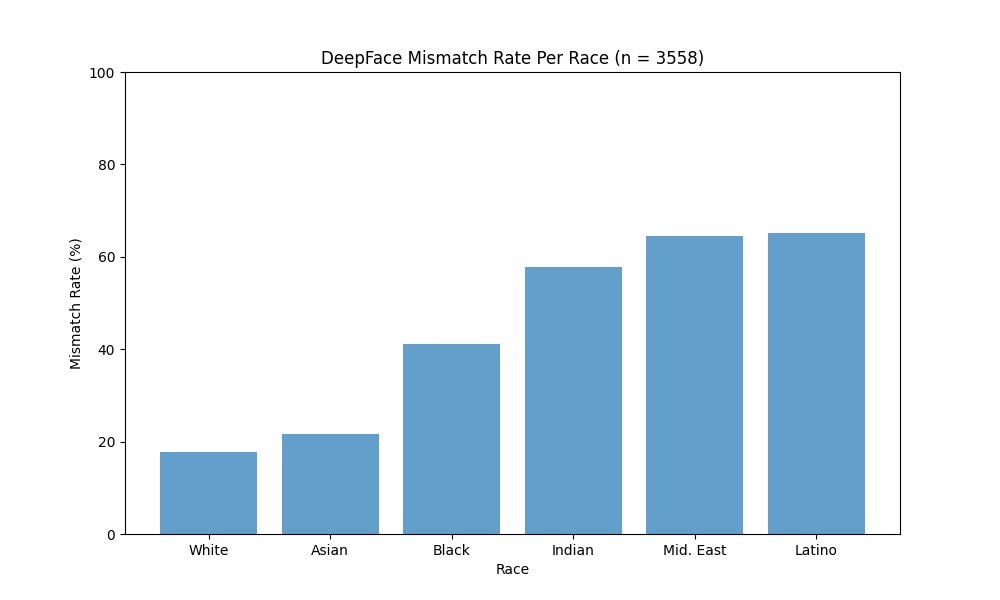 DeepFace Mismatch Rate Per Race (n = 3558)
Mismatch Rate (%)
100
80
60
40
20
0
White Asian Black Indian Mid. East Latino
Race